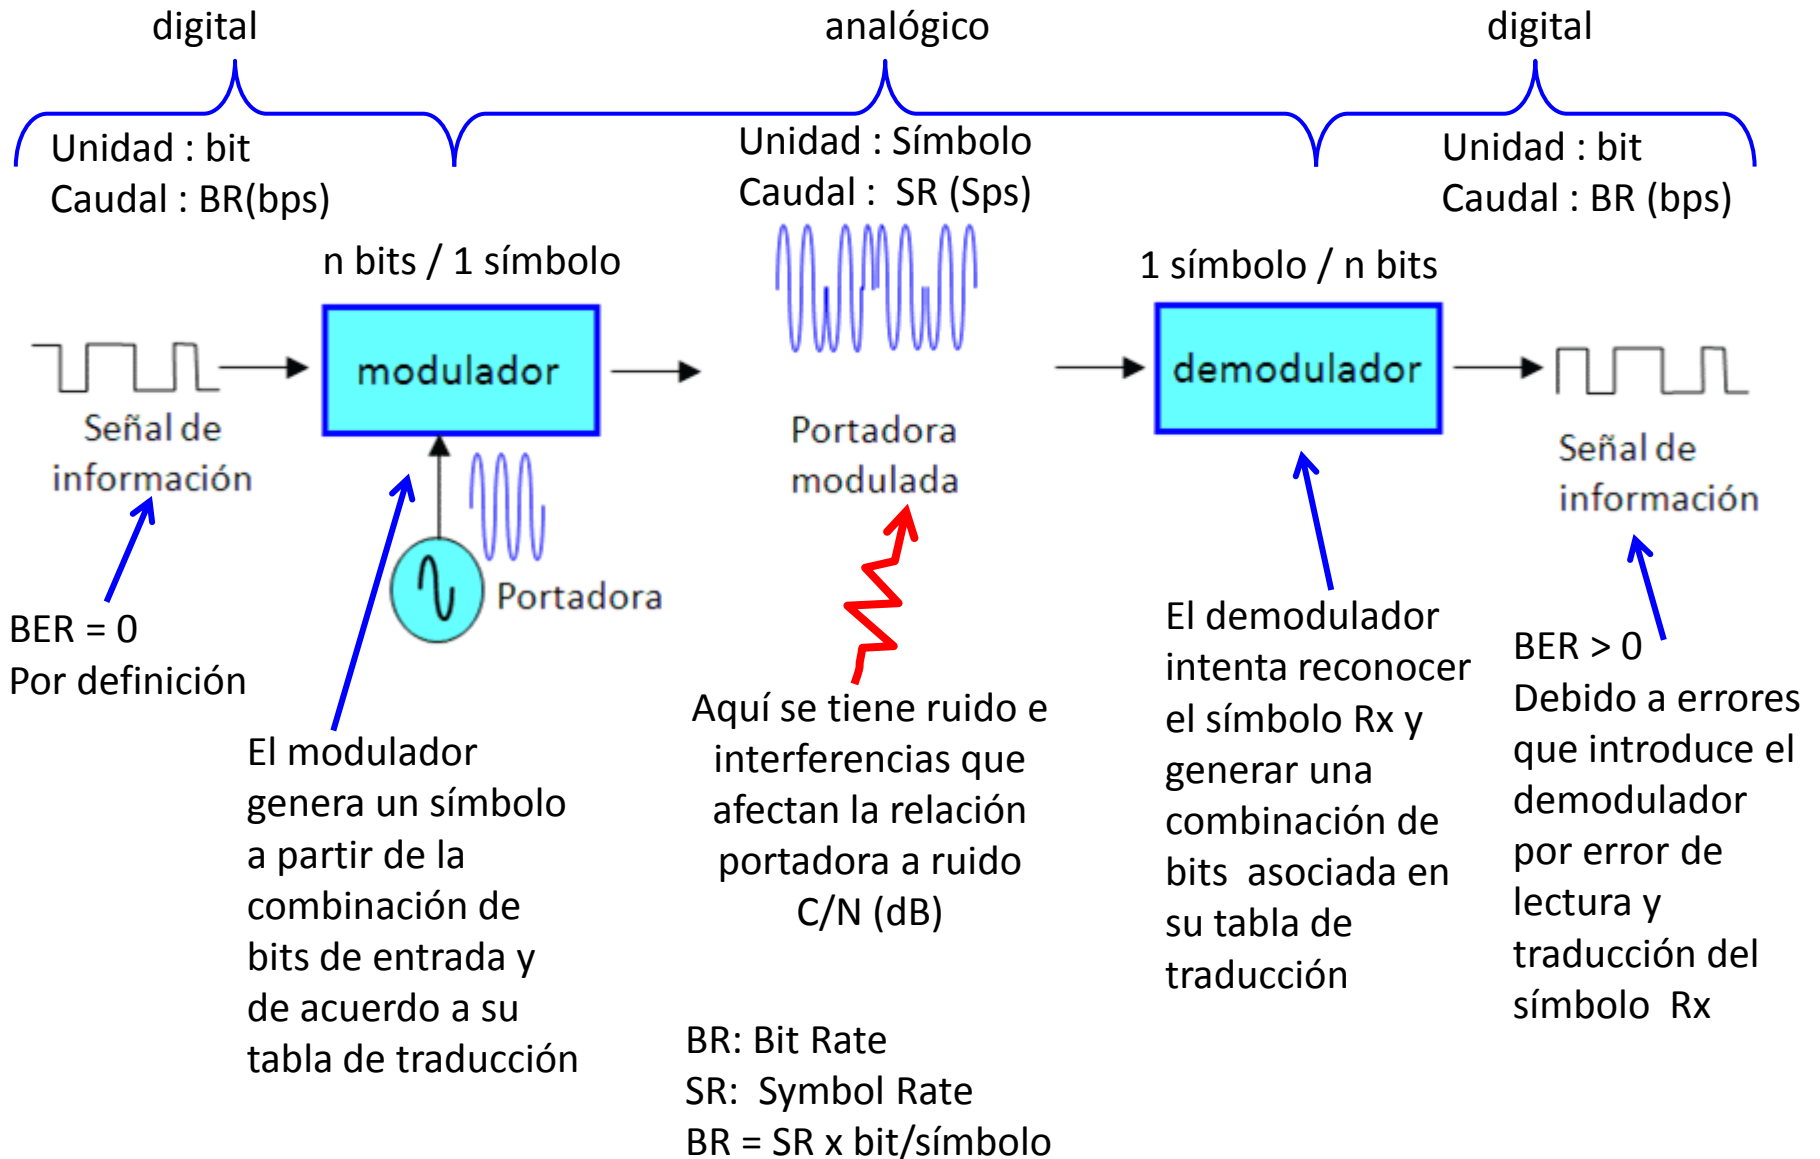 digital
analógico
digital
Unidad : bit
Caudal : BR(bps)
Unidad : Símbolo
Caudal :  SR (Sps)
Unidad : bit
Caudal : BR (bps)
n bits / 1 símbolo
1 símbolo / n bits
modulador
demodulador
Señal de
información
Portadora
Portadora
modulada
Señal de
información
BER = 0
Por definición
El modulador
genera un símbolo
a partir de la
combinación de
bits de entrada y
de acuerdo a su
tabla de traducción
Aquí se tiene ruido e
interferencias que
afectan la relación
portadora a ruido
C/N (dB)
El demodulador
intenta reconocer
el símbolo Rx y
generar una
combinación de
bits  asociada en
su tabla de
traducción
BER > 0
Debido a errores
que introduce el
demodulador
por error de
lectura y
traducción del
símbolo  Rx
BR: Bit Rate
SR:  Symbol Rate
BR = SR x bit/símbolo